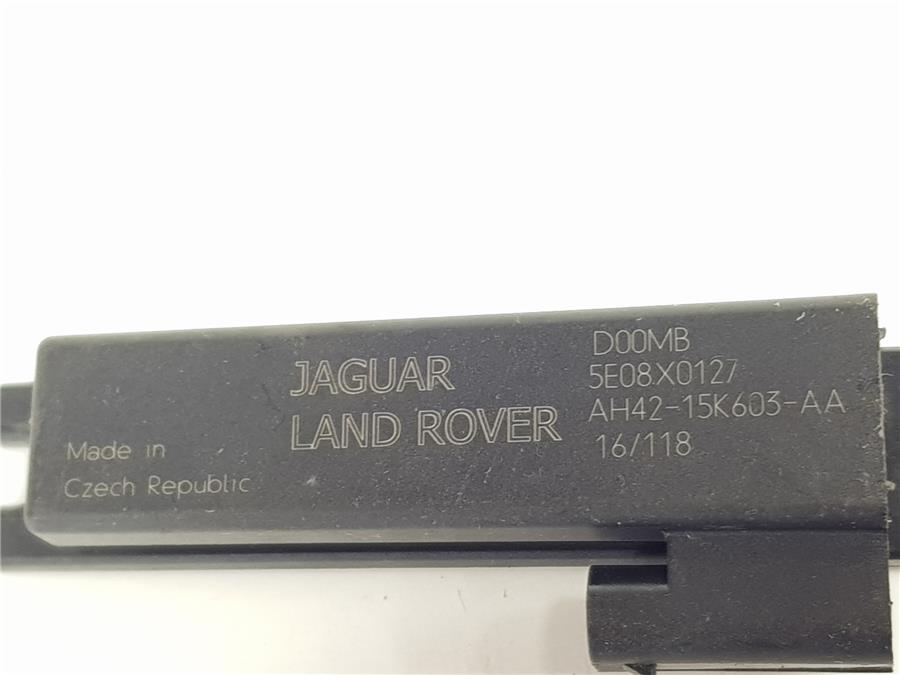 Made in
Czech Republic
JAGUAR
LAND ROVER
D00MB
5E08X0127
AH42-15K603-AA
16/118